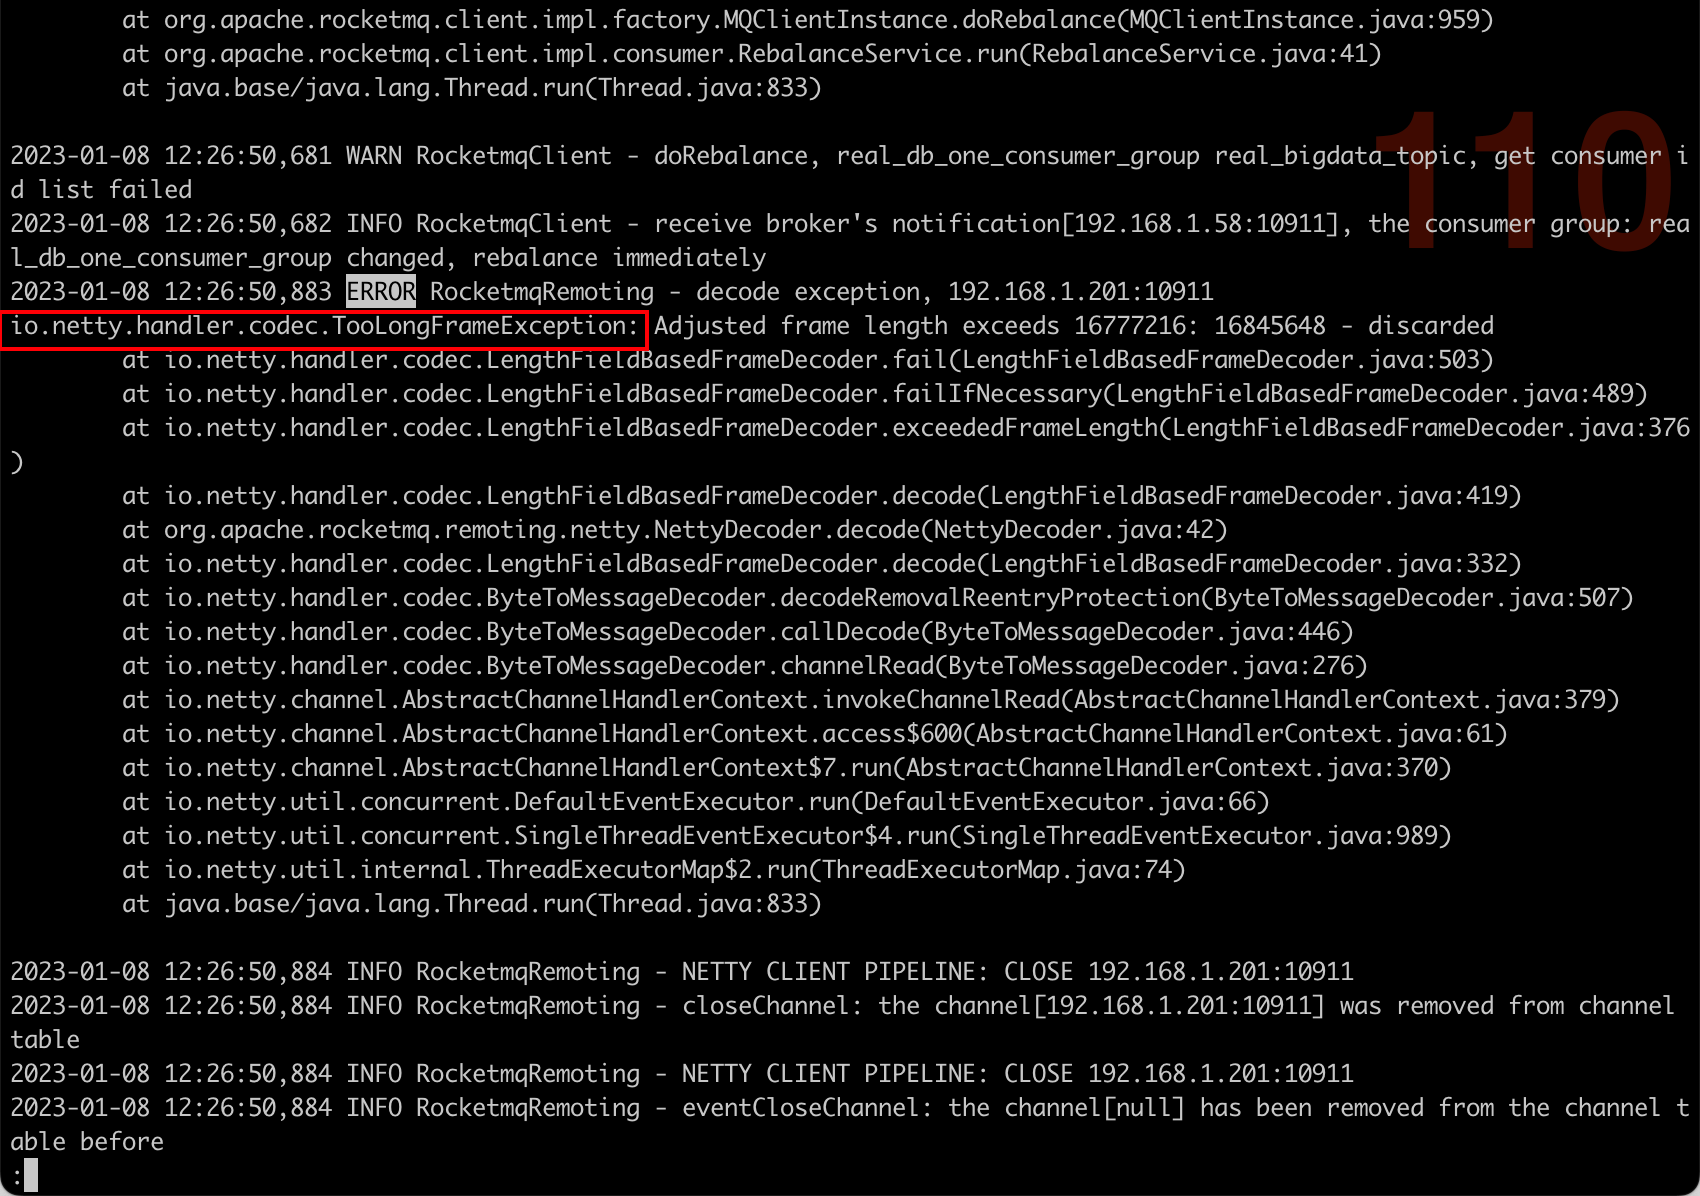 at org.apache.rocketmq.client.impl.factory.MQClientInstance.doRebalance(MQClientInstance.java:959)
at org.apache.rocketmq.client.impl.consumer.RebalanceService.run(RebalanceService.java:41)
at java.base/java.lang.Thread.run(Thread.java:833)
110
2023-01-08 12:26:50,681 WARN RocketmqClient - doRebalance, real_db_one_consumer_group real_bigdata_topic, get consumer i
d list failed
2023-01-08 12:26:50,682 INFO RocketmqClient - receive broker's notification[192.168.1.58:10911], the consumer group: rea
l_db_one_consumer_group changed, rebalance immediately
2023-01-08 12:26:50,883 ERROR RocketmqRemoting - decode exception, 192.168.1.201:10911
io.netty.handler.codec.TooLongFrameException: Adjusted frame length exceeds 16777216: 16845648 - discarded
at io.netty.handler.codec.LengthFieldBasedFrameDecoder.fail(LengthFieldBasedFrameDecoder.java:503)
at io.netty.handler.codec.LengthFieldBasedFrameDecoder.failIfNecessary(LengthFieldBasedFrameDecoder.java:489)
at io.netty.handler.codec.LengthFieldBasedFrameDecoder.exceededFrameLength(LengthFieldBasedFrameDecoder.java:376
)
at io.netty.handler.codec.LengthFieldBasedFrameDecoder.decode(LengthFieldBasedFrameDecoder.java:419)
at org.apache.rocketmq.remoting.netty.NettyDecoder.decode(NettyDecoder.java:42)
at io.netty.handler.codec.LengthFieldBasedFrameDecoder.decode(LengthFieldBasedFrameDecoder.java:332)
at io.netty.handler.codec.ByteToMessageDecoder.decodeRemovalReentryProtection(ByteToMessageDecoder.java:507)
at io.netty.handler.codec.ByteToMessageDecoder.callDecode(ByteToMessageDecoder.java:446)
at io.netty.handler.codec.ByteToMessageDecoder.channelRead(ByteToMessageDecoder.java:276)
at io.netty.channel.AbstractChannelHandlerContext.invokeChannelRead(AbstractChannelHandlerContext.java:379)
at io.netty.channel.AbstractChannelHandlerContext.access$600(AbstractChannelHandlerContext.java:61)
at io.netty.channel.AbstractChannelHandlerContext$7.run(AbstractChannelHandlerContext.java:370)
at io.netty.util.concurrent.DefaultEventExecutor.run(DefaultEventExecutor.java:66)
at io.netty.util.concurrent.SingleThreadEventExecutor$4.run(SingleThreadEventExecutor.java:989)
at io.netty.util.internal.ThreadExecutorMap$2.run(ThreadExecutorMap.java:74)
at java.base/java.lang.Thread.run(Thread.java:833)
2023-01-08 12:26:50,884 INFO RocketmqRemoting - NETTY CLIENT PIPELINE: CLOSE 192.168.1.201:10911
2023-01-08 12:26:50,884 INFO RocketmqRemoting - closeChannel: the channel[192.168.1.201:10911] was removed from channel
table
2023-01-08 12:26:50,884 INFO RocketmqRemoting - NETTY CLIENT PIPELINE: CLOSE 192.168.1.201:10911
2023-01-08 12:26:50,884 INFO RocketmqRemoting - eventCloseChannel: the channel[null] has been removed from the channel t
able before
: